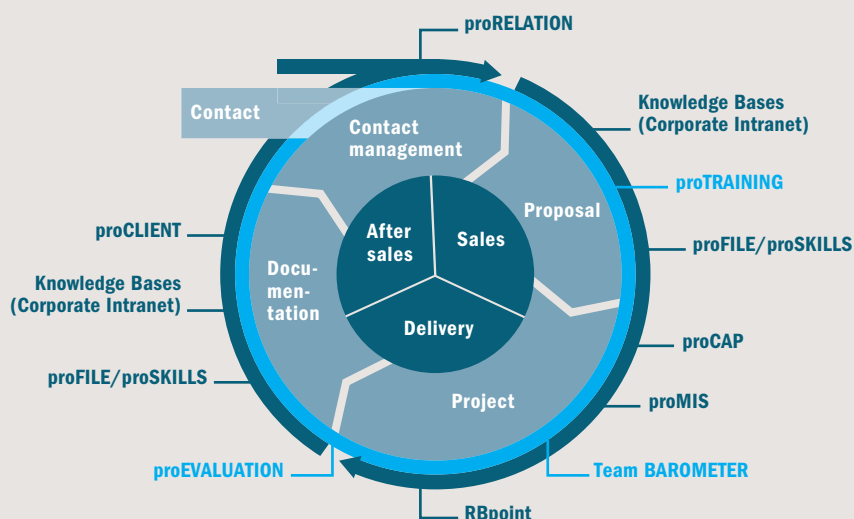 proRELATION
Contact
Contact
management
Knowledge Bases
(Corporate Intranet)
proTRAINING
Proposal
proFILE/proSKILLS
After
sales
Sales
Delivery
proCLIENT
Docu-
men-
tation
Knowledge Bases
(Corporate Intranet)
proCAP
proFILE/proSKILLS
Project
proMIS
proEVALUATION
Team BAROMETER
RBpoint